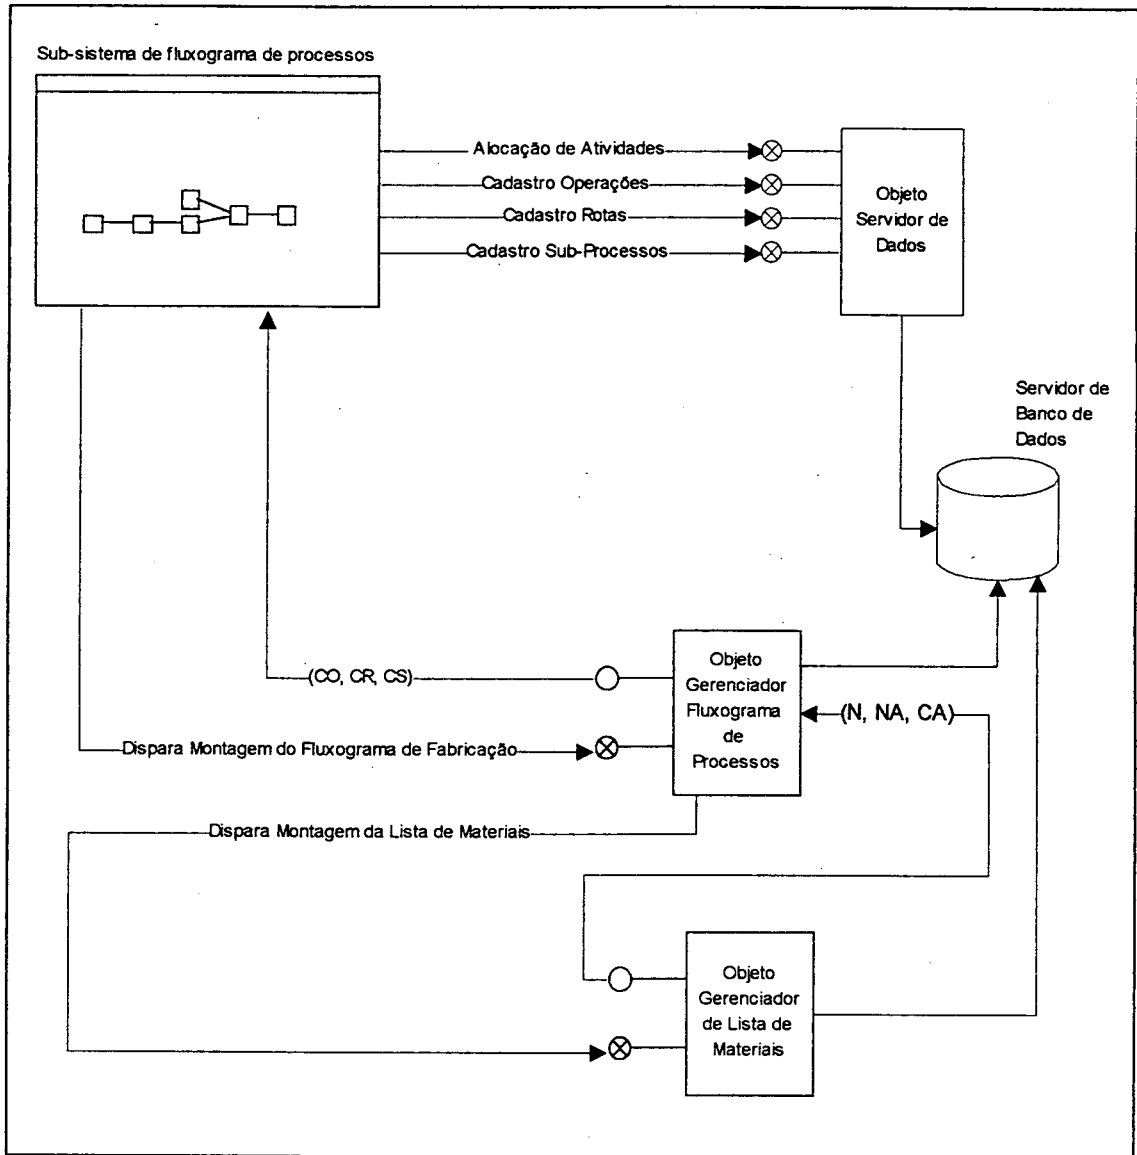 Sub-sistema de fluxograma de processos
Alocação de Atividades
Cadastro Operações
Cadastro Rotas
Cadastro Sub-Processos
Objeto
Servidor de
Dados
Servidor de
Banco de
Dados
(CO, CR, CS)
Objeto
Gerenciador
Fluxograma
de
Processos
(N, NA, CA)
Dispara Montagem do Fluxograma de Fabricação
Dispara Montagem da Lista de Materiais
Objeto
Gerenciador
de Lista de
Materiais